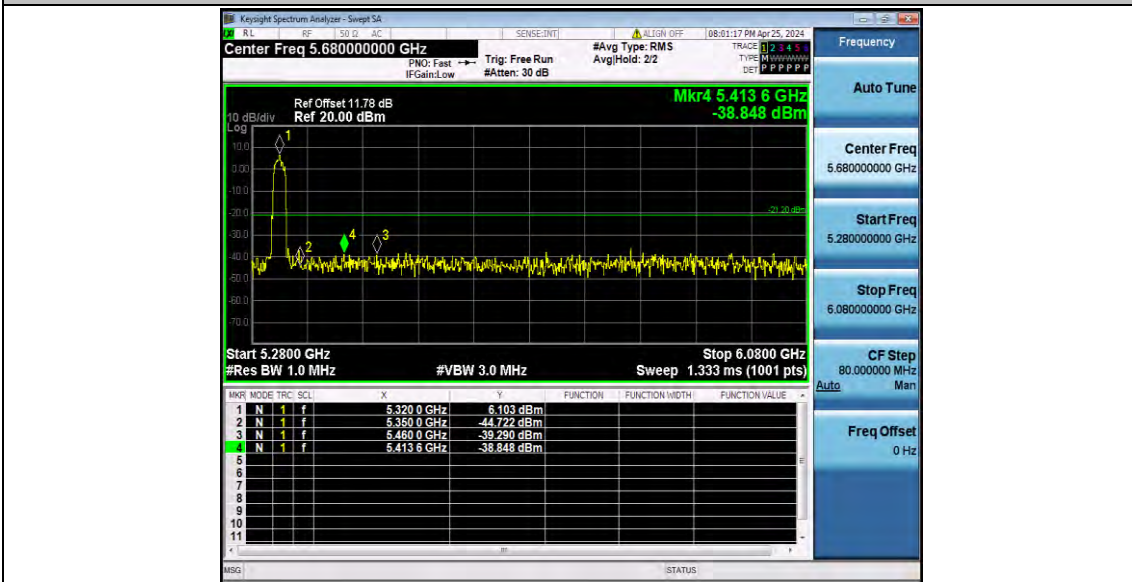 Keysight Spectrum Analyzer - Swept SA
RL RF 50 Ω AC SENSE:INT ALIGN OFF 08:01:17 PM Apr 25, 2024
Center Freq 5.680000000 GHz
PNO: Fast
IFGain:Low
Trig: Free Run
#Atten: 30 dB
#Avg Type: RMS
Avg|Hold: 2/2
TRACE 1 2 3 4 5 6
TYPE M W W W W W
DET P P P P P P
Mkr4 5.413 6 GHz
-38.848 dBm
Ref Offset 11.78 dB
10 dB/div Ref 20.00 dBm
Log
10.0
0.00
-10.0
-20.0
-30.0
-40.0
-50.0
-60.0
-70.0
-21.20 dBm
1
2
4
3
Start 5.2800 GHz Stop 6.0800 GHz
#Res BW 1.0 MHz #VBW 3.0 MHz Sweep 1.333 ms (1001 pts)
MKR MODE TRC SCL X Y FUNCTION FUNCTION WIDTH FUNCTION VALUE
1 N 1 f 5.320 0 GHz 6.103 dBm
2 N 1 f 5.350 0 GHz -44.722 dBm
3 N 1 f 5.460 0 GHz -39.290 dBm
4 N 1 f 5.413 6 GHz -38.848 dBm
5
6
7
8
9
10
11
MSG STATUS
Frequency
Auto Tune
Center Freq
5.680000000 GHz
Start Freq
5.280000000 GHz
Stop Freq
6.080000000 GHz
CF Step
80.000000 MHz
Auto Man
Freq Offset
0 Hz